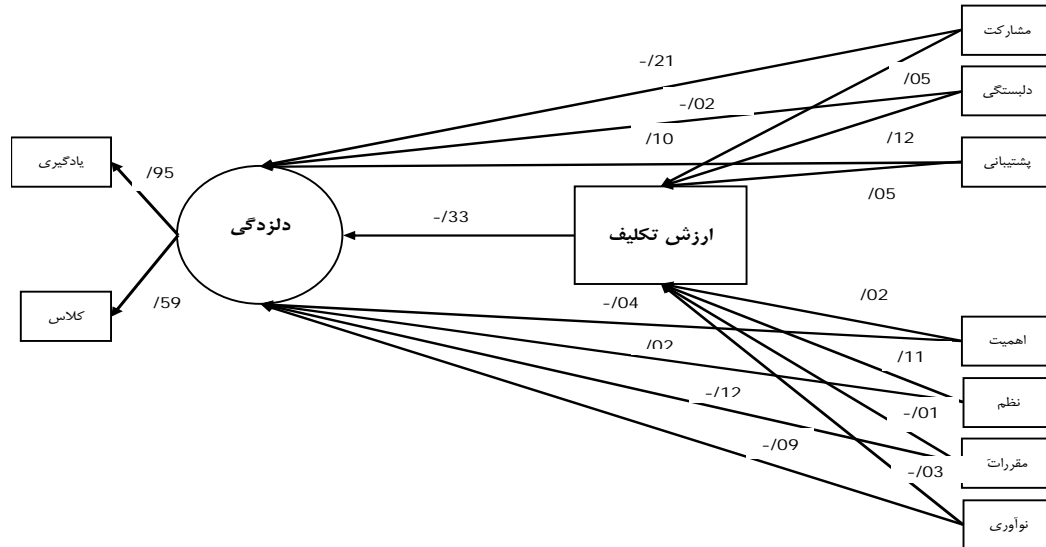 مشارکت
-/21
/05
دلبستگی
-/02
/10
/12
پشتیبانی
یادگیری
/95
/05
ارزش تکلیف
-/33
دلزدگی
/59
کلاس
/02
-/04
اهمیت
/02
/11
نظم
-/12
-/01
مقررات
-/09
-/03
نوآوری